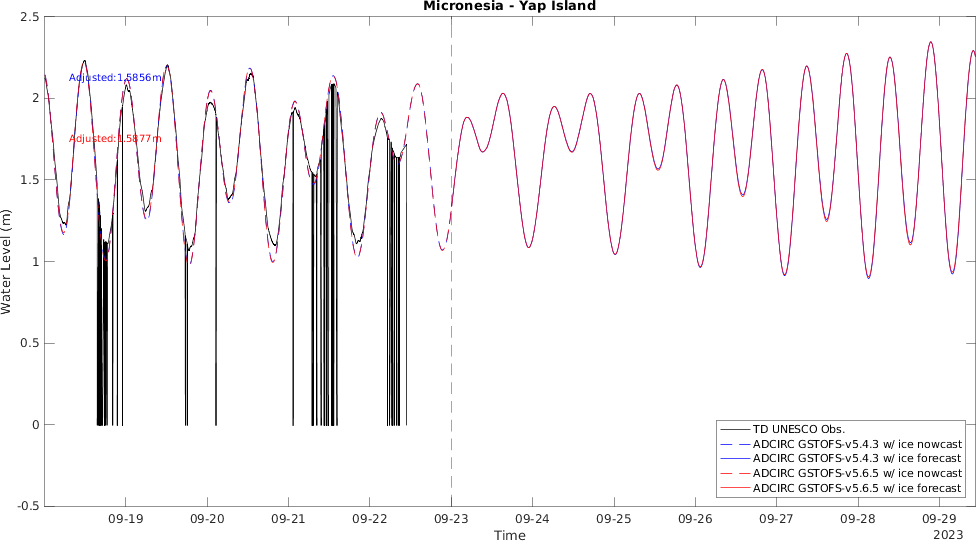 Micronesia - Yap Island
2.5
2
1.5
1
0.5
0
-0.5
Water Level (m)
Adjusted:1.5856m
Adjusted:1.5877m
TD UNESCO Obs.
ADCIRC GSTOFS-v5.4.3 w/ ice nowcast
ADCIRC GSTOFS-v5.4.3 w/ ice forecast
ADCIRC GSTOFS-v5.6.5 w/ ice nowcast
ADCIRC GSTOFS-v5.6.5 w/ ice forecast
09-19 09-20 09-21 09-22 09-23 09-24 09-25 09-26 09-27 09-28 09-29
Time
2023